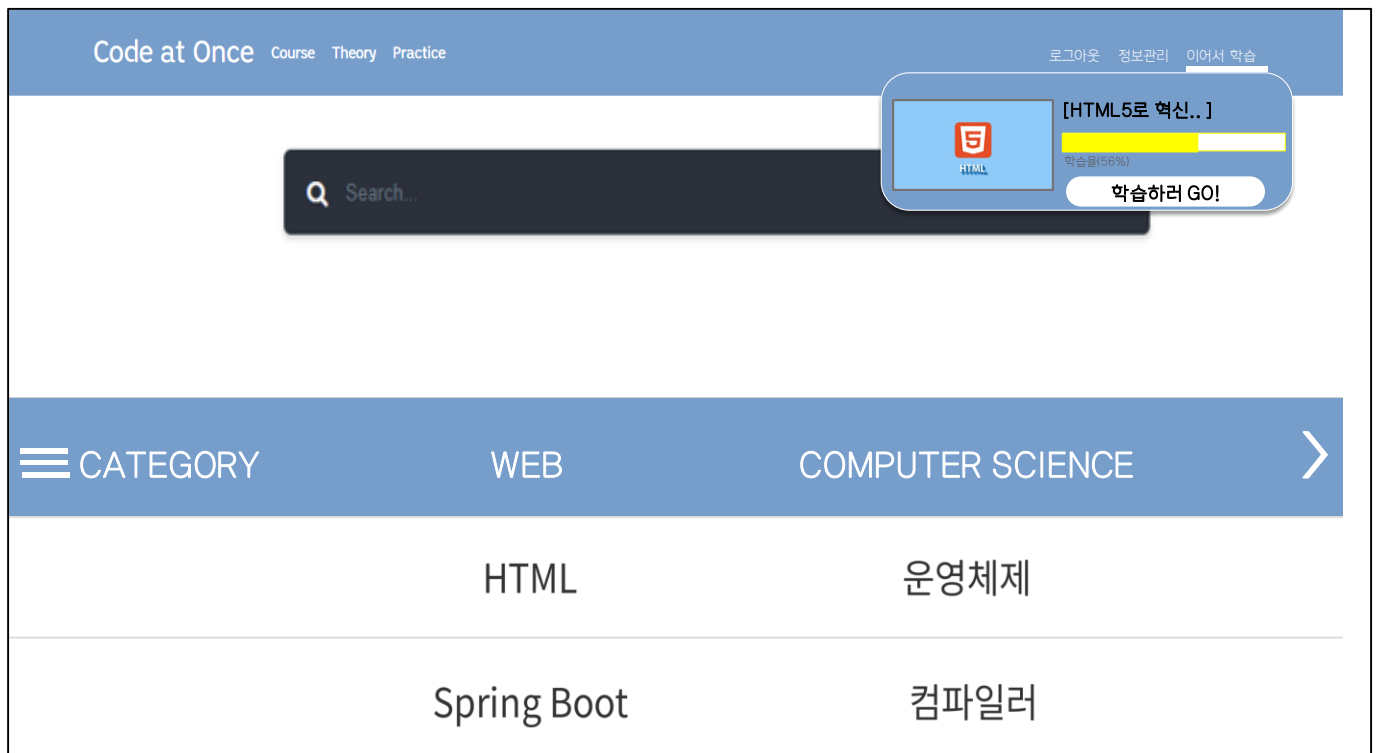 Code at Once Course Theory Practice 로그아웃 정보관리 이어서 학습
[HTML5로 혁신.. ]
HTML
학습율(56%)
학습하러 GO!
Search...
CATEGORY WEB COMPUTER SCIENCE
HTML 운영체제
Spring Boot 컴파일러